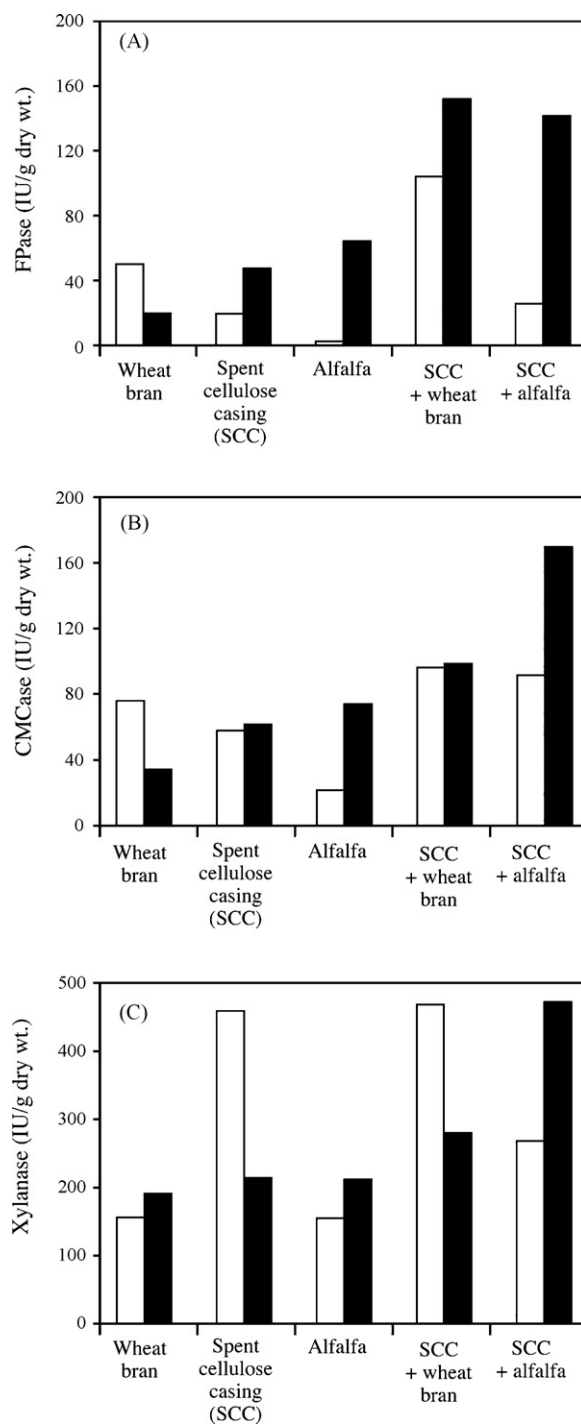 (A)
FPase (IU/g dry wt.)
200
160
120
80
40
0
Wheat
bran
Spent
cellulose
casing
(SCC)
Alfalfa
SCC
+ wheat
bran
SCC
+ alfalfa
(B)
CMCase (IU/g dry wt.)
200
160
120
80
40
0
Wheat
bran
Spent
cellulose
casing
(SCC)
Alfalfa
SCC
+ wheat
bran
SCC
+ alfalfa
(C)
Xylanase (IU/g dry wt.)
500
400
300
200
100
0
Wheat
bran
Spent
cellulose
casing
(SCC)
Alfalfa
SCC
+ wheat
bran
SCC
+ alfalfa